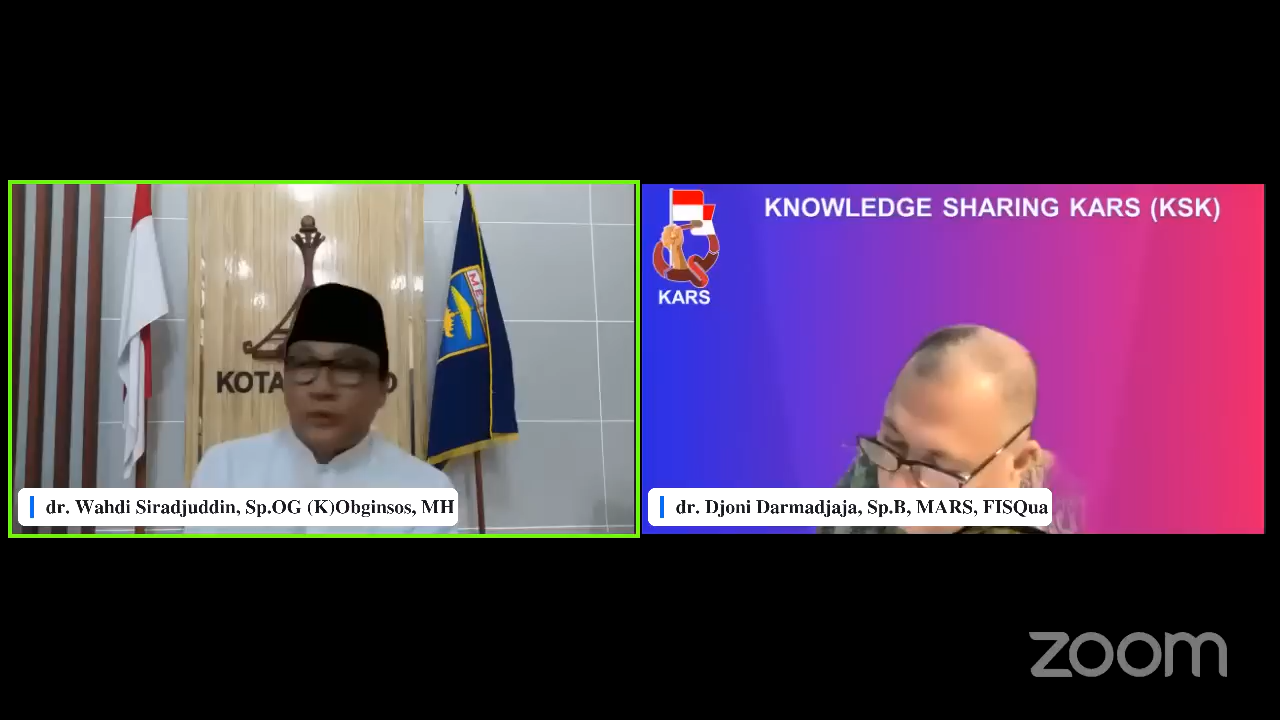 KOTA
dr. Wahdi Siradjuddin, Sp.OG (K)Obginsos, MH
KNOWLEDGE SHARING KARS (KSK)
KARS
dr. Djoni Darmadjaja, Sp.B, MARS, FISQua
zoom